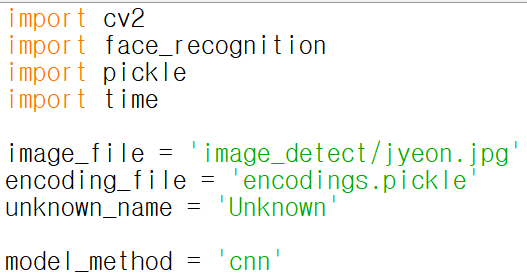 import cv2
import face_recognition
import pickle
import time
image_file = 'image_detect/jyeon.jpg'
encoding_file = 'encodings.pickle'
unknown_name = 'Unknown'
model_method = 'cnn'